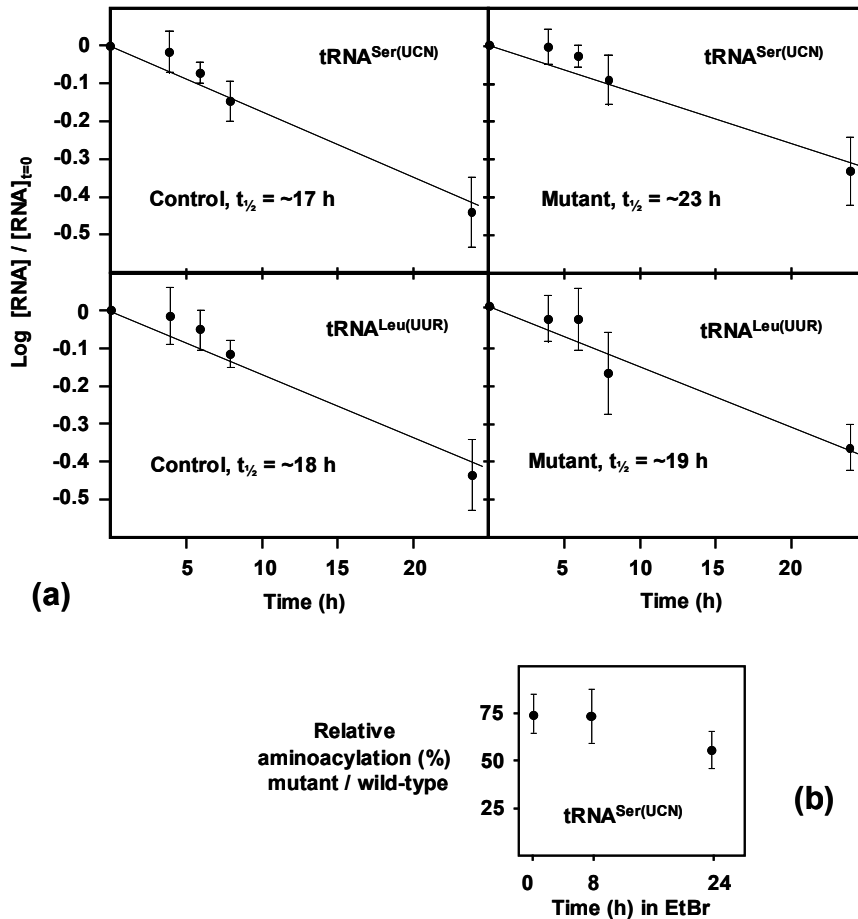 Log [RNA] / [RNA]t=0
0
-0.1
-0.2
-0.3
-0.4
-0.5
tRNASer(UCN)
Control, t½ = ~17 h
tRNASer(UCN)
Mutant, t½ = ~23 h
0
-0.1
-0.2
-0.3
-0.4
-0.5
tRNALeu(UUR)
Control, t½ = ~18 h
tRNALeu(UUR)
Mutant, t½ = ~19 h
5 10 15 20
5 10 15 20
(a)
Time (h)
Time (h)
Relative
aminoacylation (%)
mutant / wild-type
75
50
25
tRNASer(UCN)
(b)
0 8 24
Time (h) in EtBr